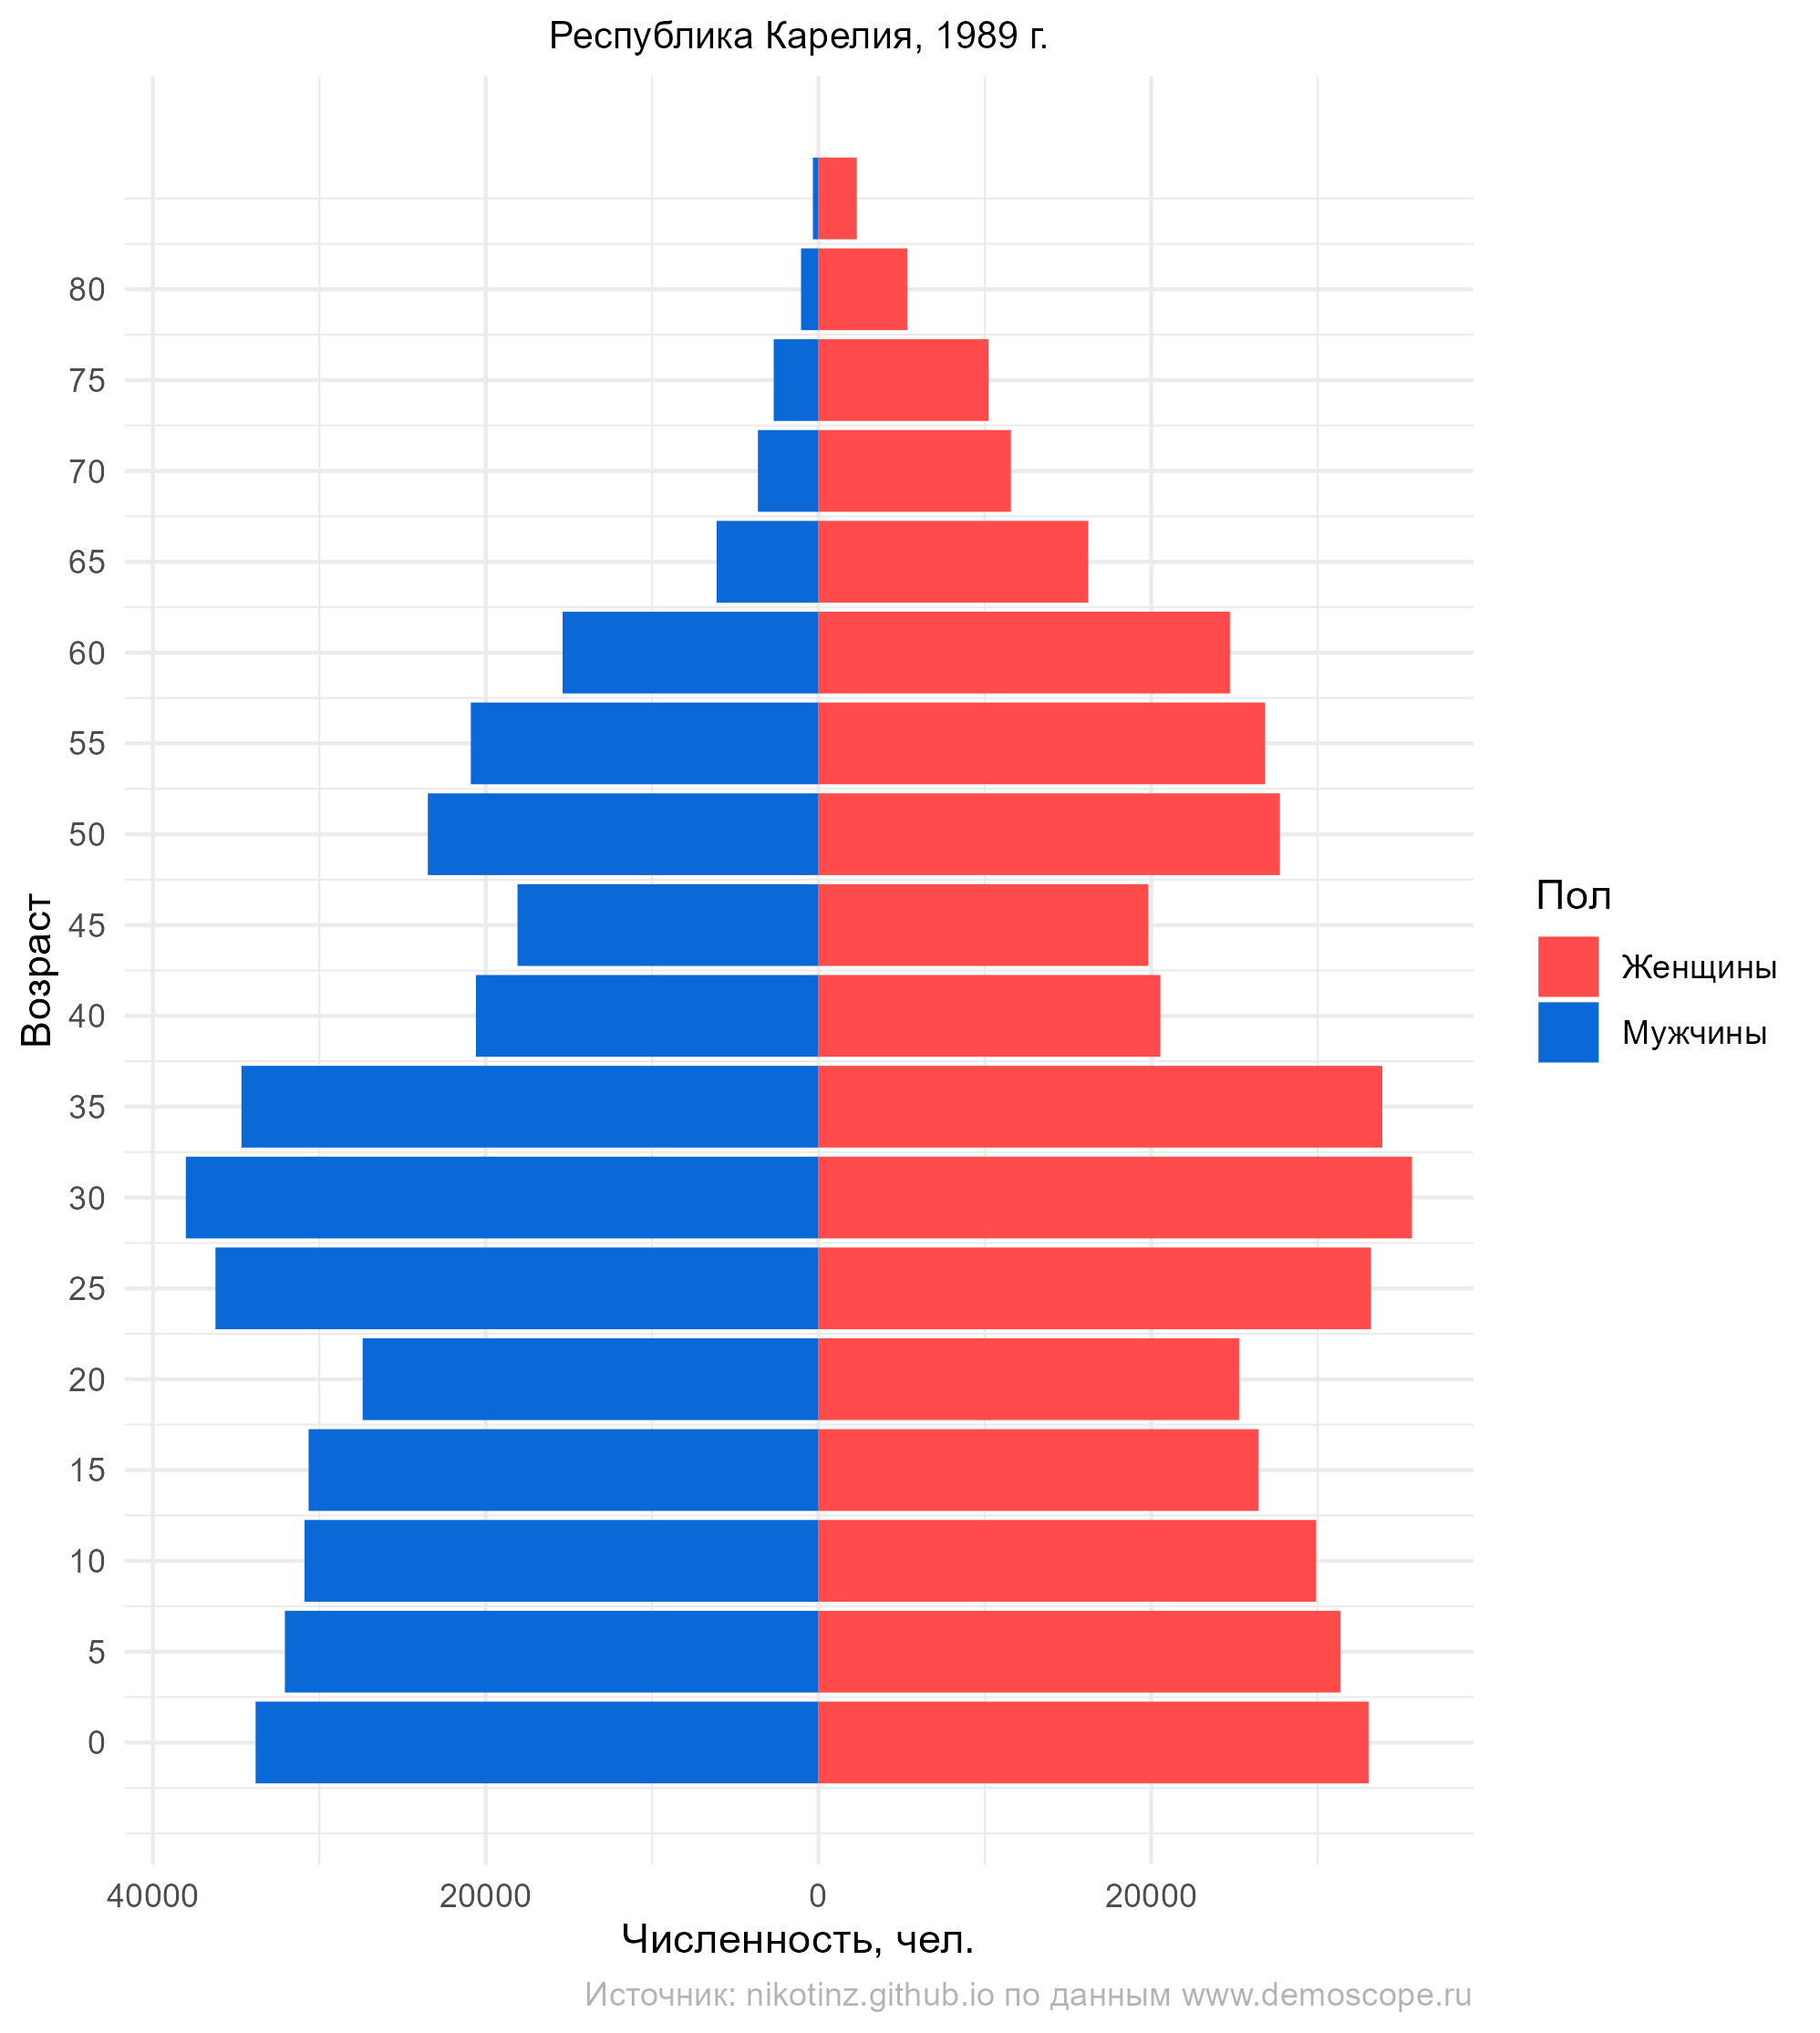 Республика Карелия, 1989 г.
80
75
70
65
60
55
50
45
40
35
30
25
20
15
10
5
0
Возраст
40000 20000 0 20000
Численность, чел.
Пол
Женщины
Мужчины
Источник: nikotinz.github.io по данным www.demoscope.ru